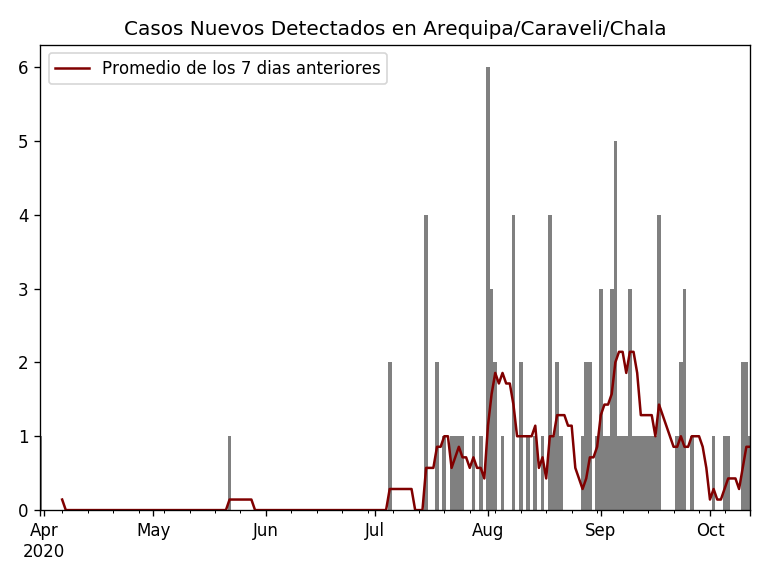 Casos Nuevos Detectados en Arequipa/Caraveli/Chala
Promedio de los 7 dias anteriores
6
5
4
3
2
1
0
Apr May Jun Jul Aug Sep Oct
2020